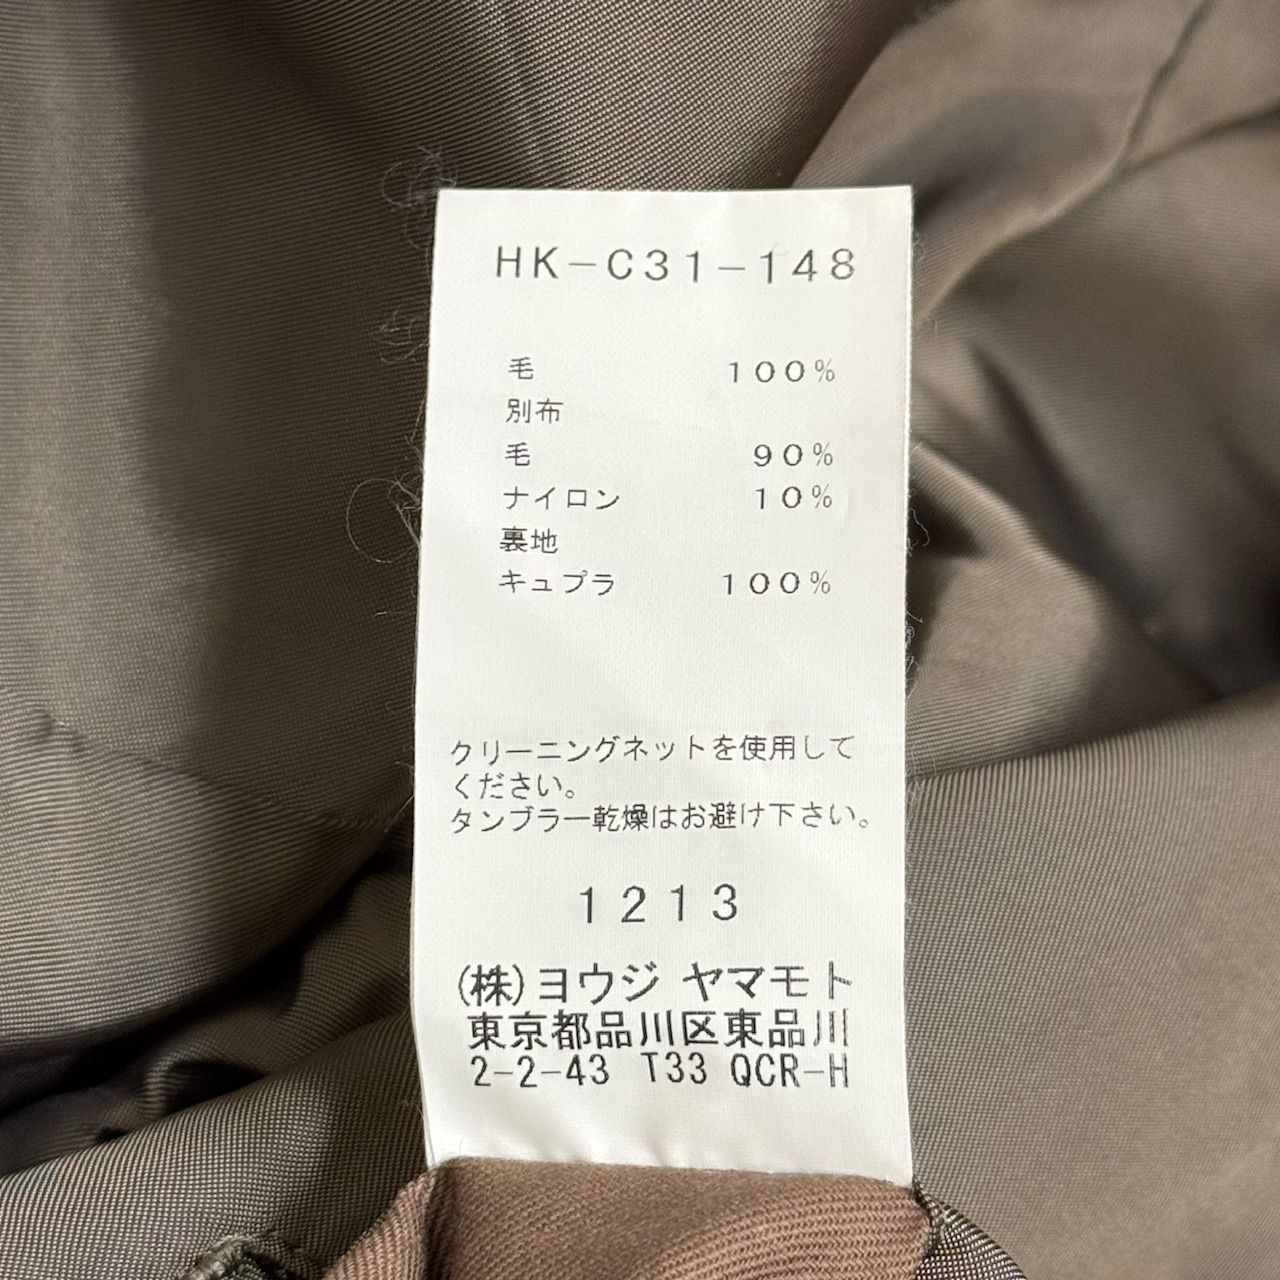 HK-C31-148
毛 100%
別布
毛 90%
ナイロン 10%
裏地
キュプラ 100%
クリーニングネットを使用して
ください。
タンブラー乾燥はお避け下さい。
1213
(株)ヨウジ ヤマモト
東京都品川区東品川
2-2-43 T33 QCR-H